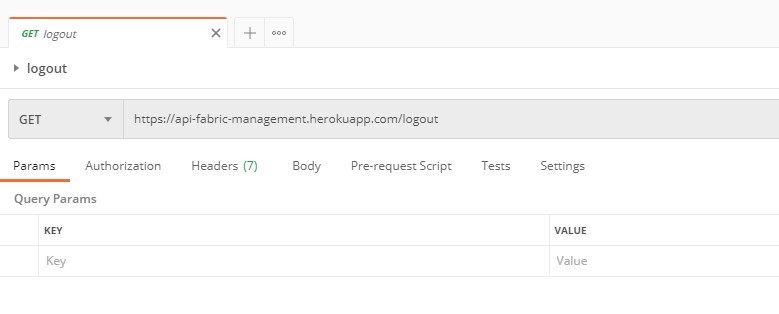 GET logout
logout
GET https://api-fabric-management.herokuapp.com/logout
Params Authorization Headers (7) Body Pre-request Script Tests Settings
Query Params
KEY VALUE
Key Value